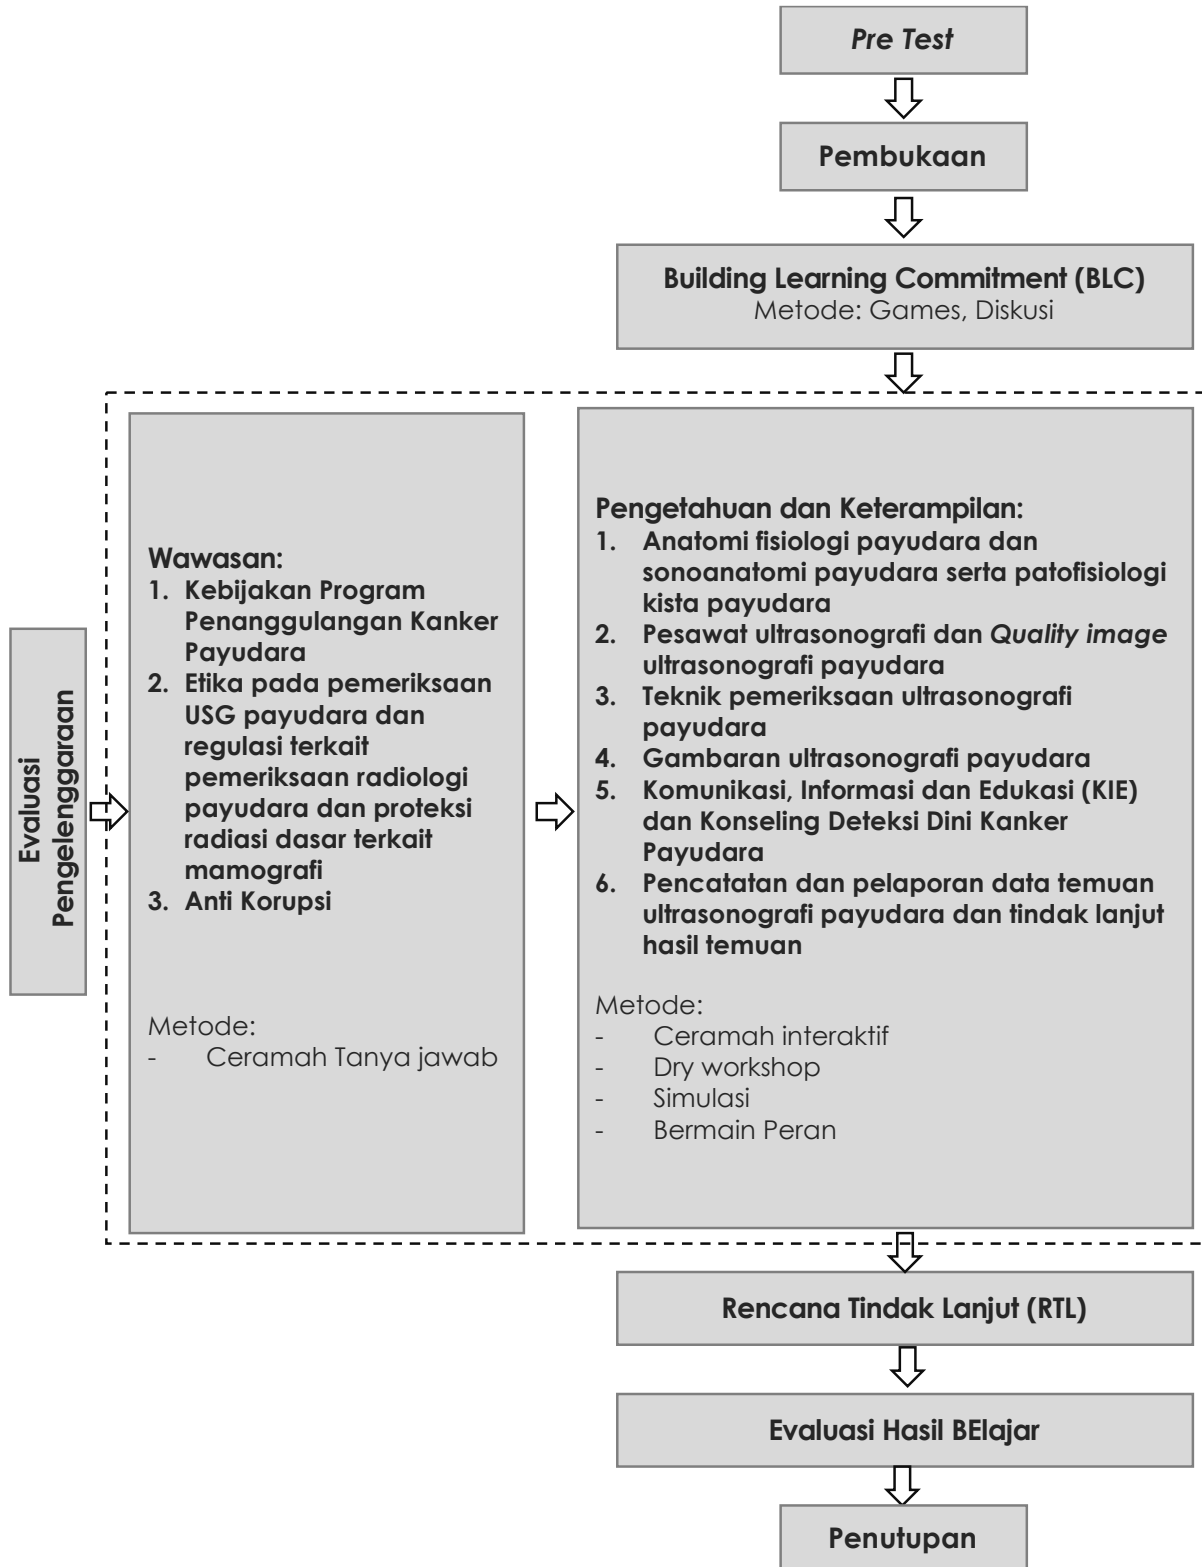 Pre Test
Pembukaan
Building Learning Commitment (BLC)
Metode: Games, Diskusi
Evaluasi
Pengelenggaraan
Wawasan:
1. Kebijakan Program
Penanggulangan Kanker
Payudara
2. Etika pada pemeriksaan
USG payudara dan
regulasi terkait
pemeriksaan radiologi
payudara dan proteksi
radiasi dasar terkait
mamografi
3. Anti Korupsi
Metode:
- Ceramah Tanya jawab
Pengetahuan dan Keterampilan:
1. Anatomi fisiologi payudara dan
sonoanatomi payudara serta patofisiologi
kista payudara
2. Pesawat ultrasonografi dan Quality image
ultrasonografi payudara
3. Teknik pemeriksaan ultrasonografi
payudara
4. Gambaran ultrasonografi payudara
5. Komunikasi, Informasi dan Edukasi (KIE)
dan Konseling Deteksi Dini Kanker
Payudara
6. Pencatatan dan pelaporan data temuan
ultrasonografi payudara dan tindak lanjut
hasil temuan
Metode:
- Ceramah interaktif
- Dry workshop
- Simulasi
- Bermain Peran
Rencana Tindak Lanjut (RTL)
Evaluasi Hasil BElajar
Penutupan